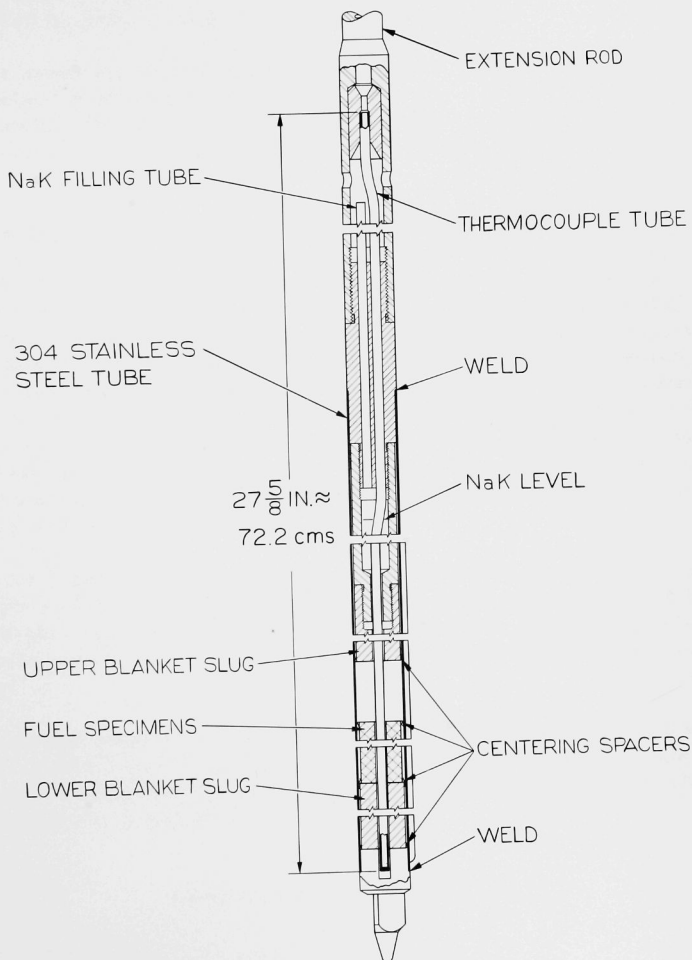 EXTENSION ROD
NaK FILLING TUBE
THERMOCOUPLE TUBE
304 STAINLESS
STEEL TUBE
WELD
NaK LEVEL
27 5/8 IN.≈
72.2 cms
UPPER BLANKET SLUG
FUEL SPECIMENS
CENTERING SPACERS
LOWER BLANKET SLUG
WELD